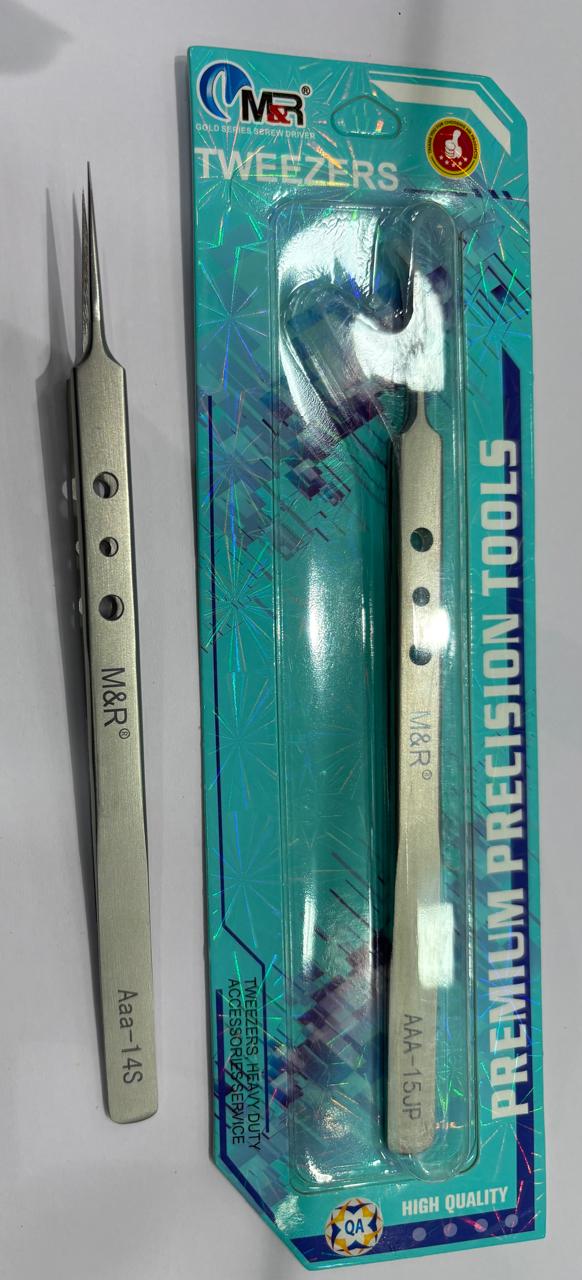 M&R®
GOLD SERIES SCREW DRIVER
TWEEZERS
PREMIUM PRECISION TOOLS
M&R®
Aaa-14S
M&R®
AAA-15JP
TWEEZERS, HEAVY DUTY
ACCESSORIES SERVICE
QA
HIGH QUALITY